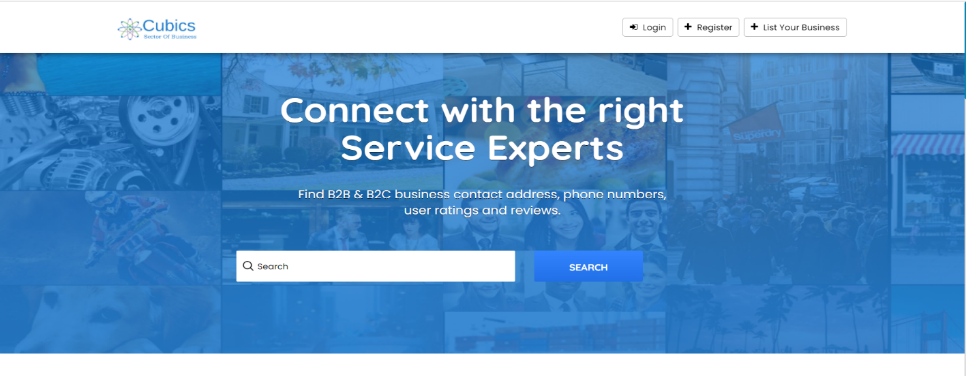 Cubics
Sector Of Business
Login
Register
List Your Business
Connect with the right
Service Experts
Superdry
Find B2B & B2C business contact address, phone numbers,
user ratings and reviews.
Search
SEARCH